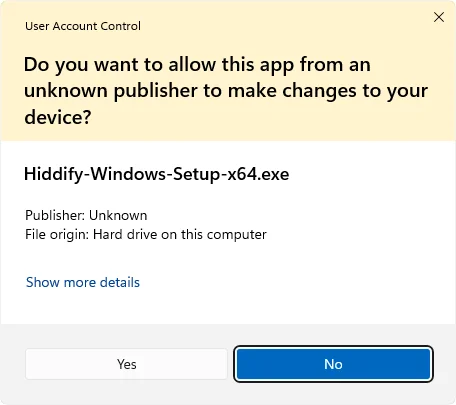 User Account Control
Do you want to allow this app from an
unknown publisher to make changes to your
device?
Hiddify-Windows-Setup-x64.exe
Publisher: Unknown
File origin: Hard drive on this computer
Show more details
Yes
No